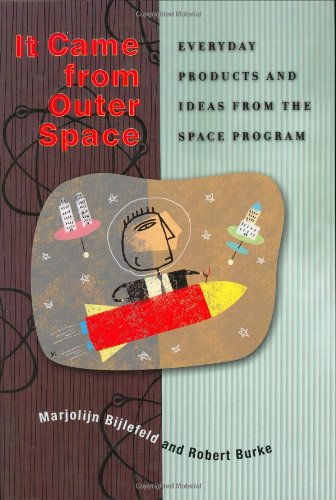 It Came
from
Outer
Space
EVERYDAY
PRODUCTS AND
IDEAS FROM THE
SPACE PROGRAM
Marjolijn Bijlefeld and Robert Burke